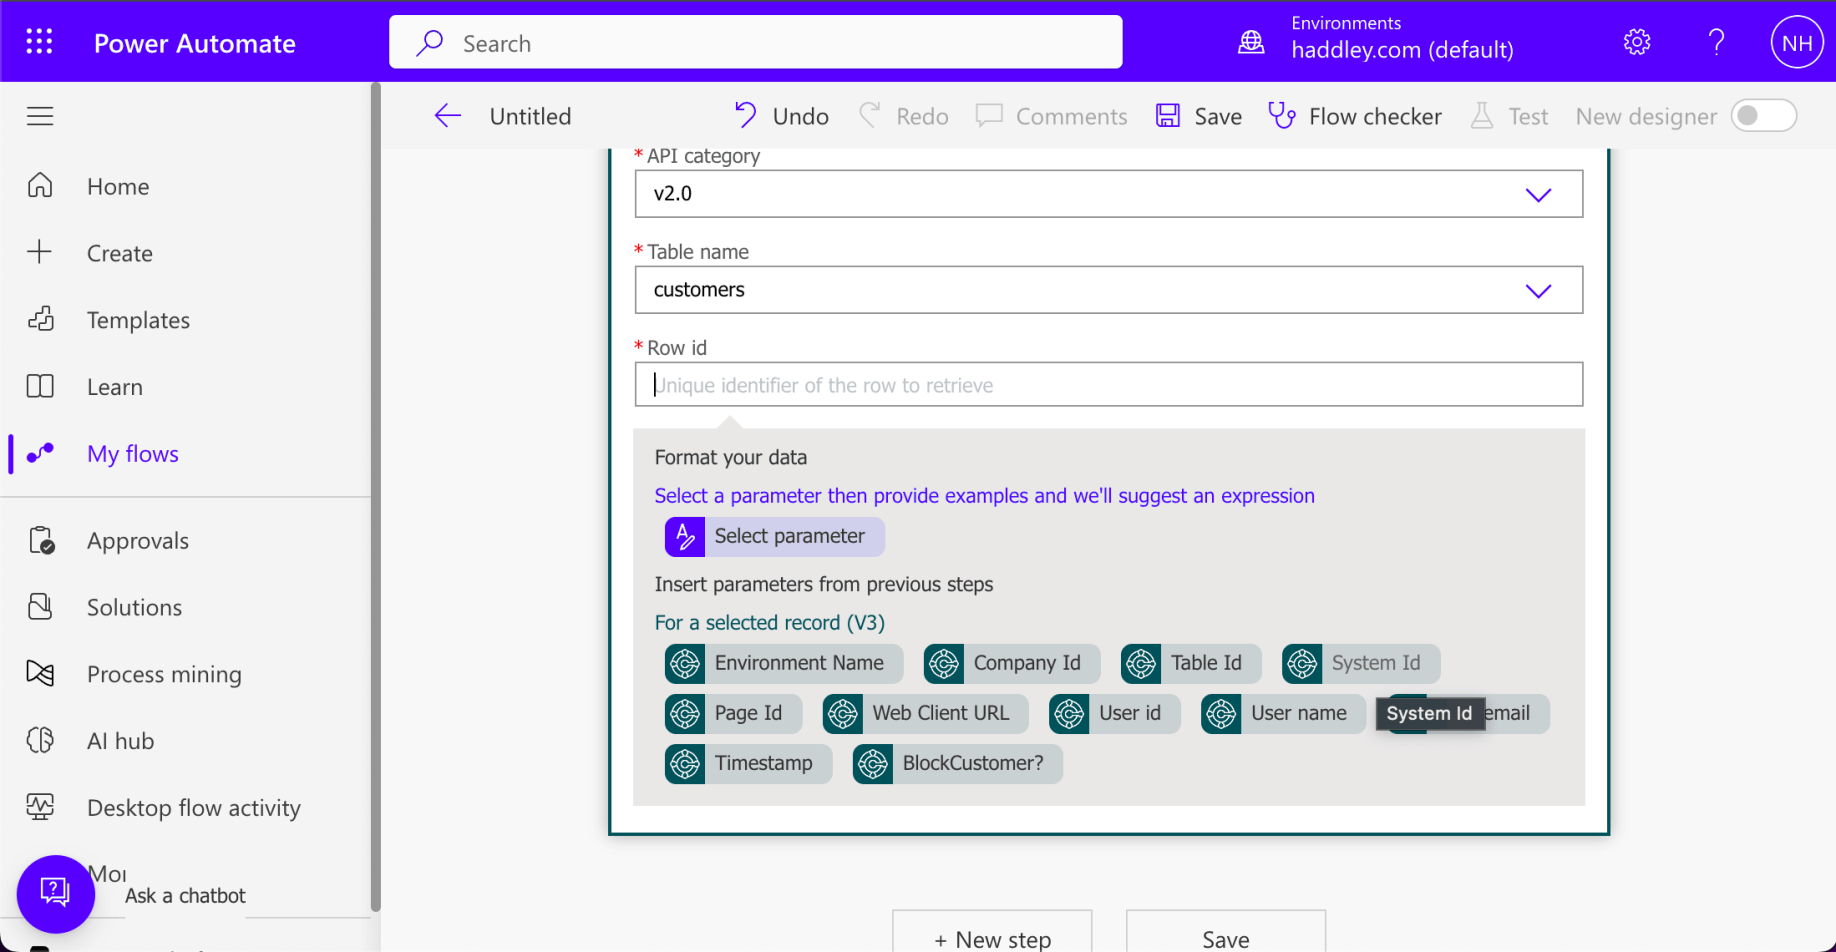 Power Automate
Search
Environments
haddley.com (default)
NH
Untitled
Undo
Redo
Comments
Save
Flow checker
Test
New designer
Home
Create
Templates
Learn
My flows
Approvals
Solutions
Process mining
AI hub
Desktop flow activity
Ask a chatbot
* API category
v2.0
* Table name
customers
* Row id
Unique identifier of the row to retrieve
Format your data
Select a parameter then provide examples and we'll suggest an expression
Select parameter
Insert parameters from previous steps
For a selected record (V3)
Environment Name
Company Id
Table Id
System Id
Page Id
Web Client URL
User id
User name
System Id
email
Timestamp
BlockCustomer?
+ New step
Save